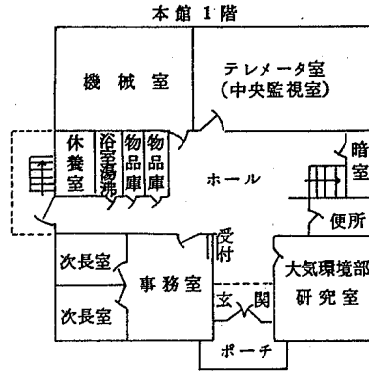 本館1階
機械室
テレメータ室
(中央監視室)
休養室
浴室湯沸
物品庫
物品庫
ホール
暗室
便所
受付
次長室
事務室
大気環境部
研究室
次長室
玄関
ポーチ